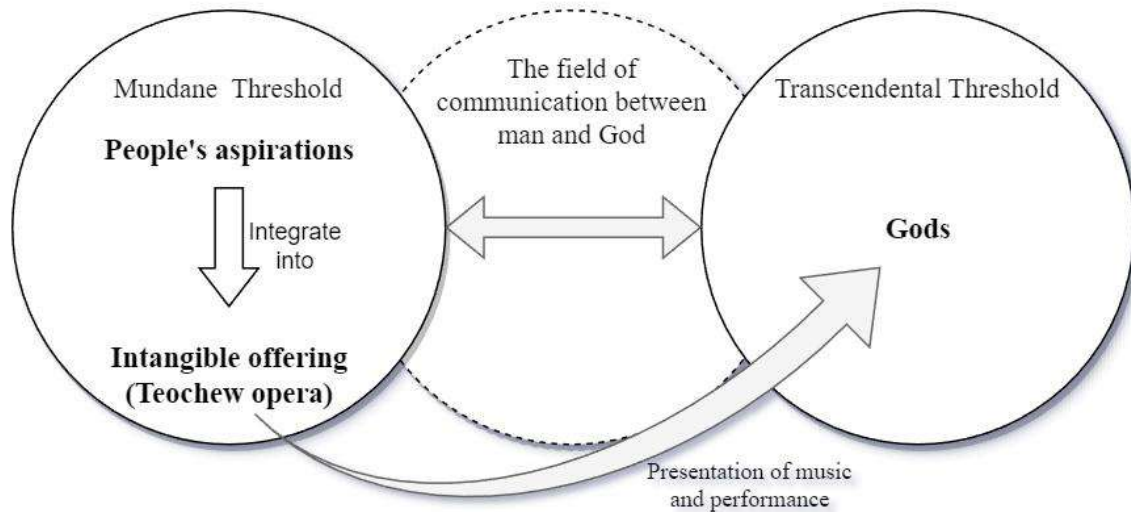 Mundane Threshold
People's aspirations
Integrate
into
Intangible offering
(Teochew opera)
The field of
communication between
man and God
Transcendental Threshold
Gods
Presentation of music
and performance